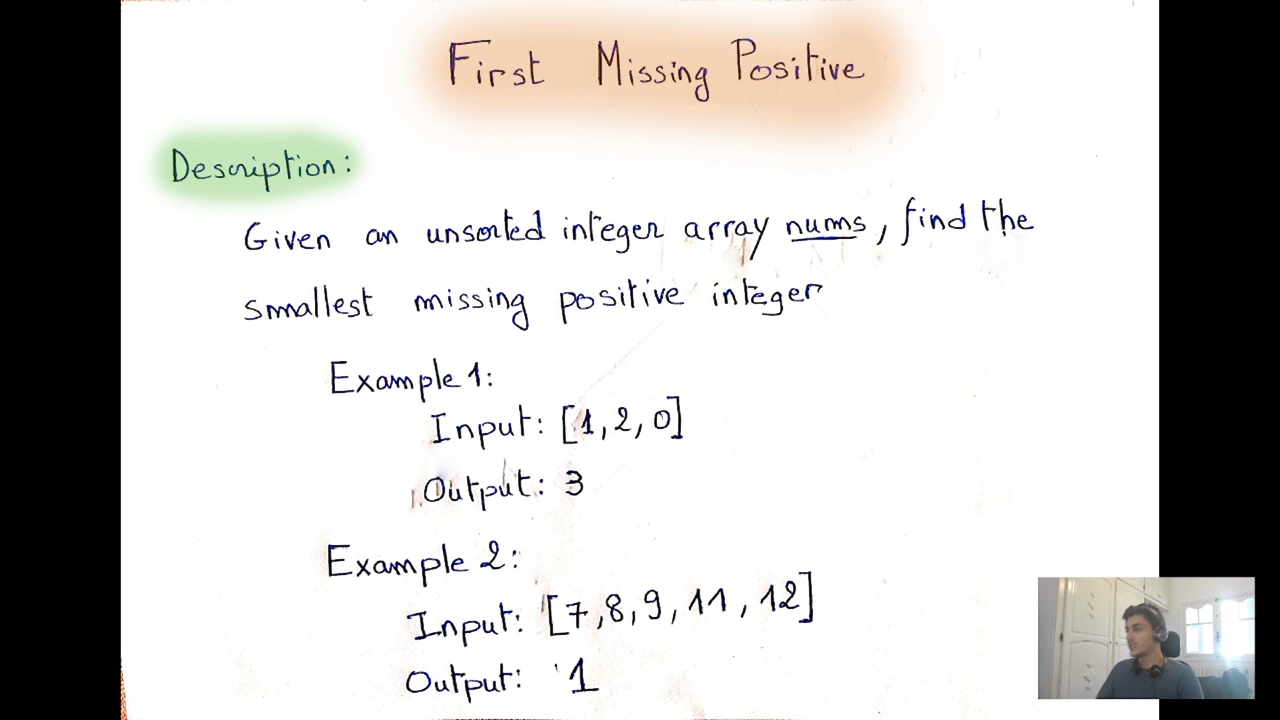 First Missing Positive
Description:
Given an unsorted integer array nums, find the
smallest missing positive integer
Example 1:
Input: [1, 2, 0]
Output: 3
Example 2:
Input: [7, 8, 9, 11, 12]
Output: 1